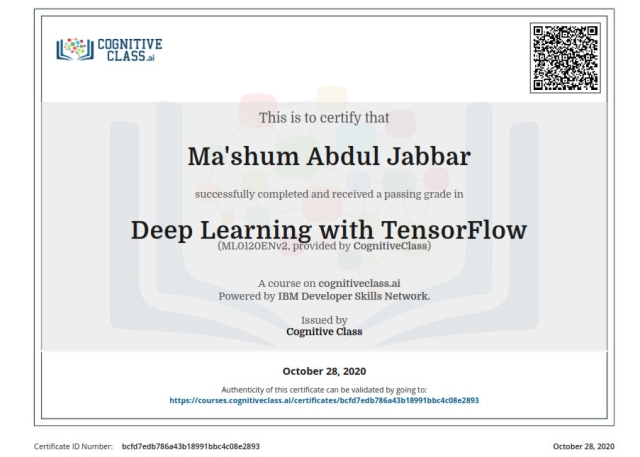 COGNITIVE
CLASS.ai
This is to certify that
Ma'shum Abdul Jabbar
successfully completed and received a passing grade in
Deep Learning with TensorFlow
(ML0120ENv2, provided by CognitiveClass)
A course on cognitiveclass.ai
Powered by IBM Developer Skills Network.
Issued by
Cognitive Class
October 28, 2020
Authenticity of this certificate can be validated by going to:
https://courses.cognitiveclass.ai/certificates/bcfd7edb786a43b18991bbc4c08e2893
Certificate ID Number: bcfd7edb786a43b18991bbc4c08e2893
October 28, 2020